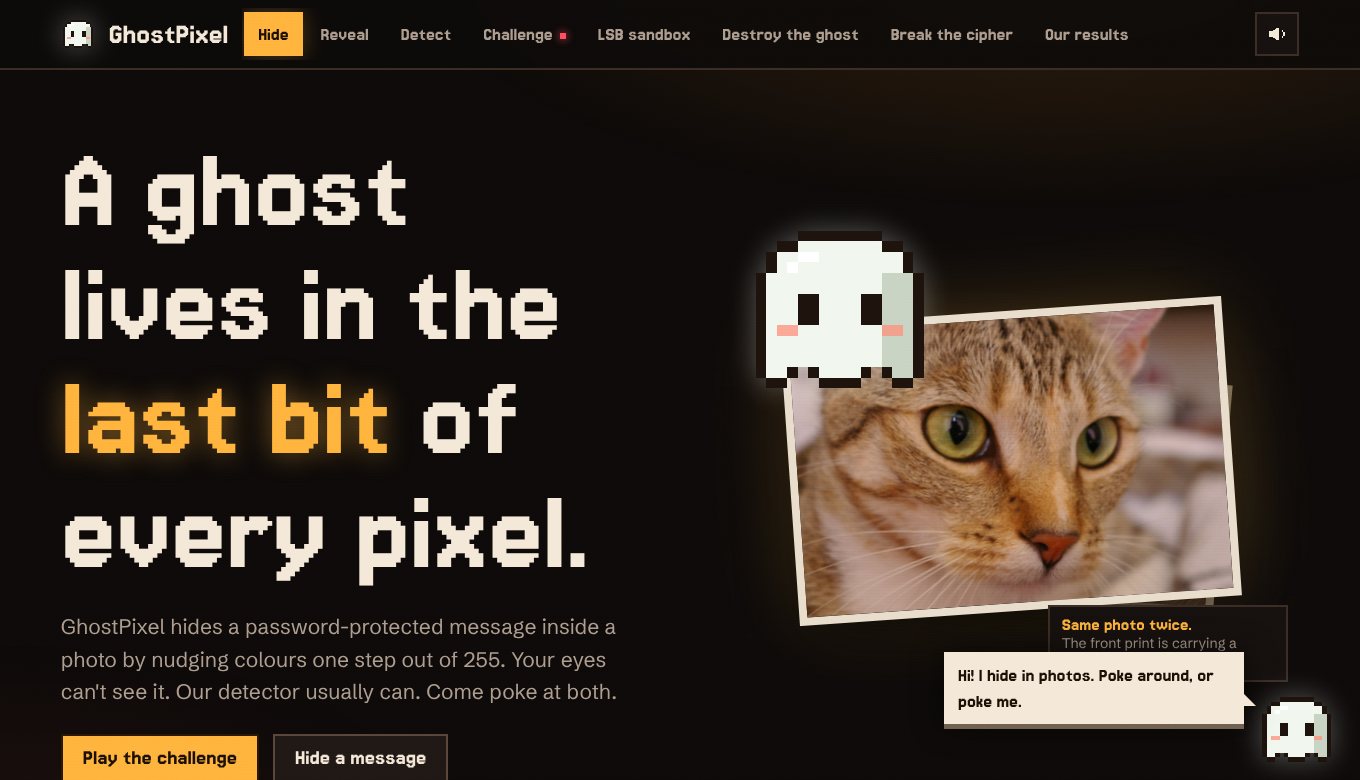 GhostPixel Hide Reveal Detect Challenge LSB sandbox Destroy the ghost Break the cipher Our results
A ghost
lives in the
last bit of
every pixel.
GhostPixel hides a password-protected message inside a
photo by nudging colours one step out of 255. Your eyes
can't see it. Our detector usually can. Come poke at both.
Play the challenge Hide a message
Same photo twice.
The front print is carrying a
Hi! I hide in photos. Poke around, or
poke me.